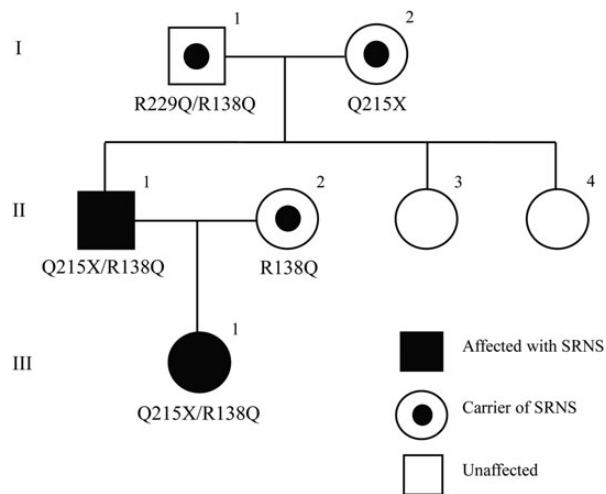 1
2
I
R229Q/R138Q
Q215X
1
2
3
4
II
Q215X/R138Q
R138Q
1
III
Q215X/R138Q
Affected with SRNS
Carrier of SRNS
Unaffected